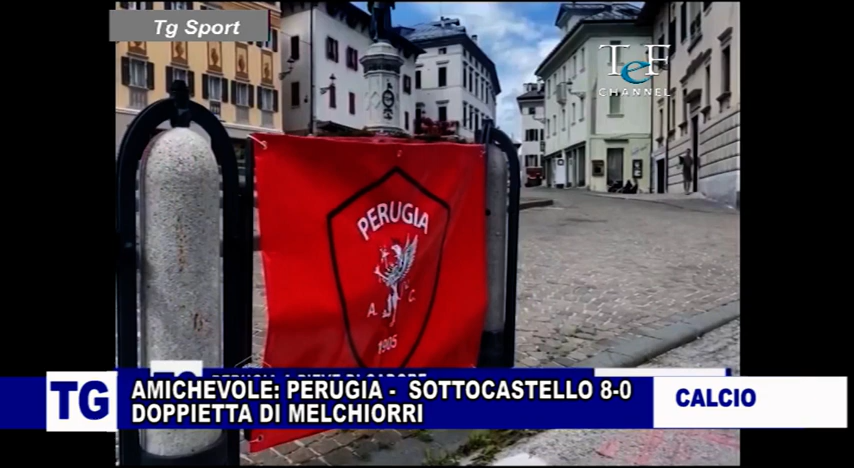 Tg Sport
TeF
CHANNEL
PERUGIA
A. C.
1905
TG
AMICHEVOLE: PERUGIA - SOTTOCASTELLO 8-0
DOPPIETTA DI MELCHIORRI
CALCIO